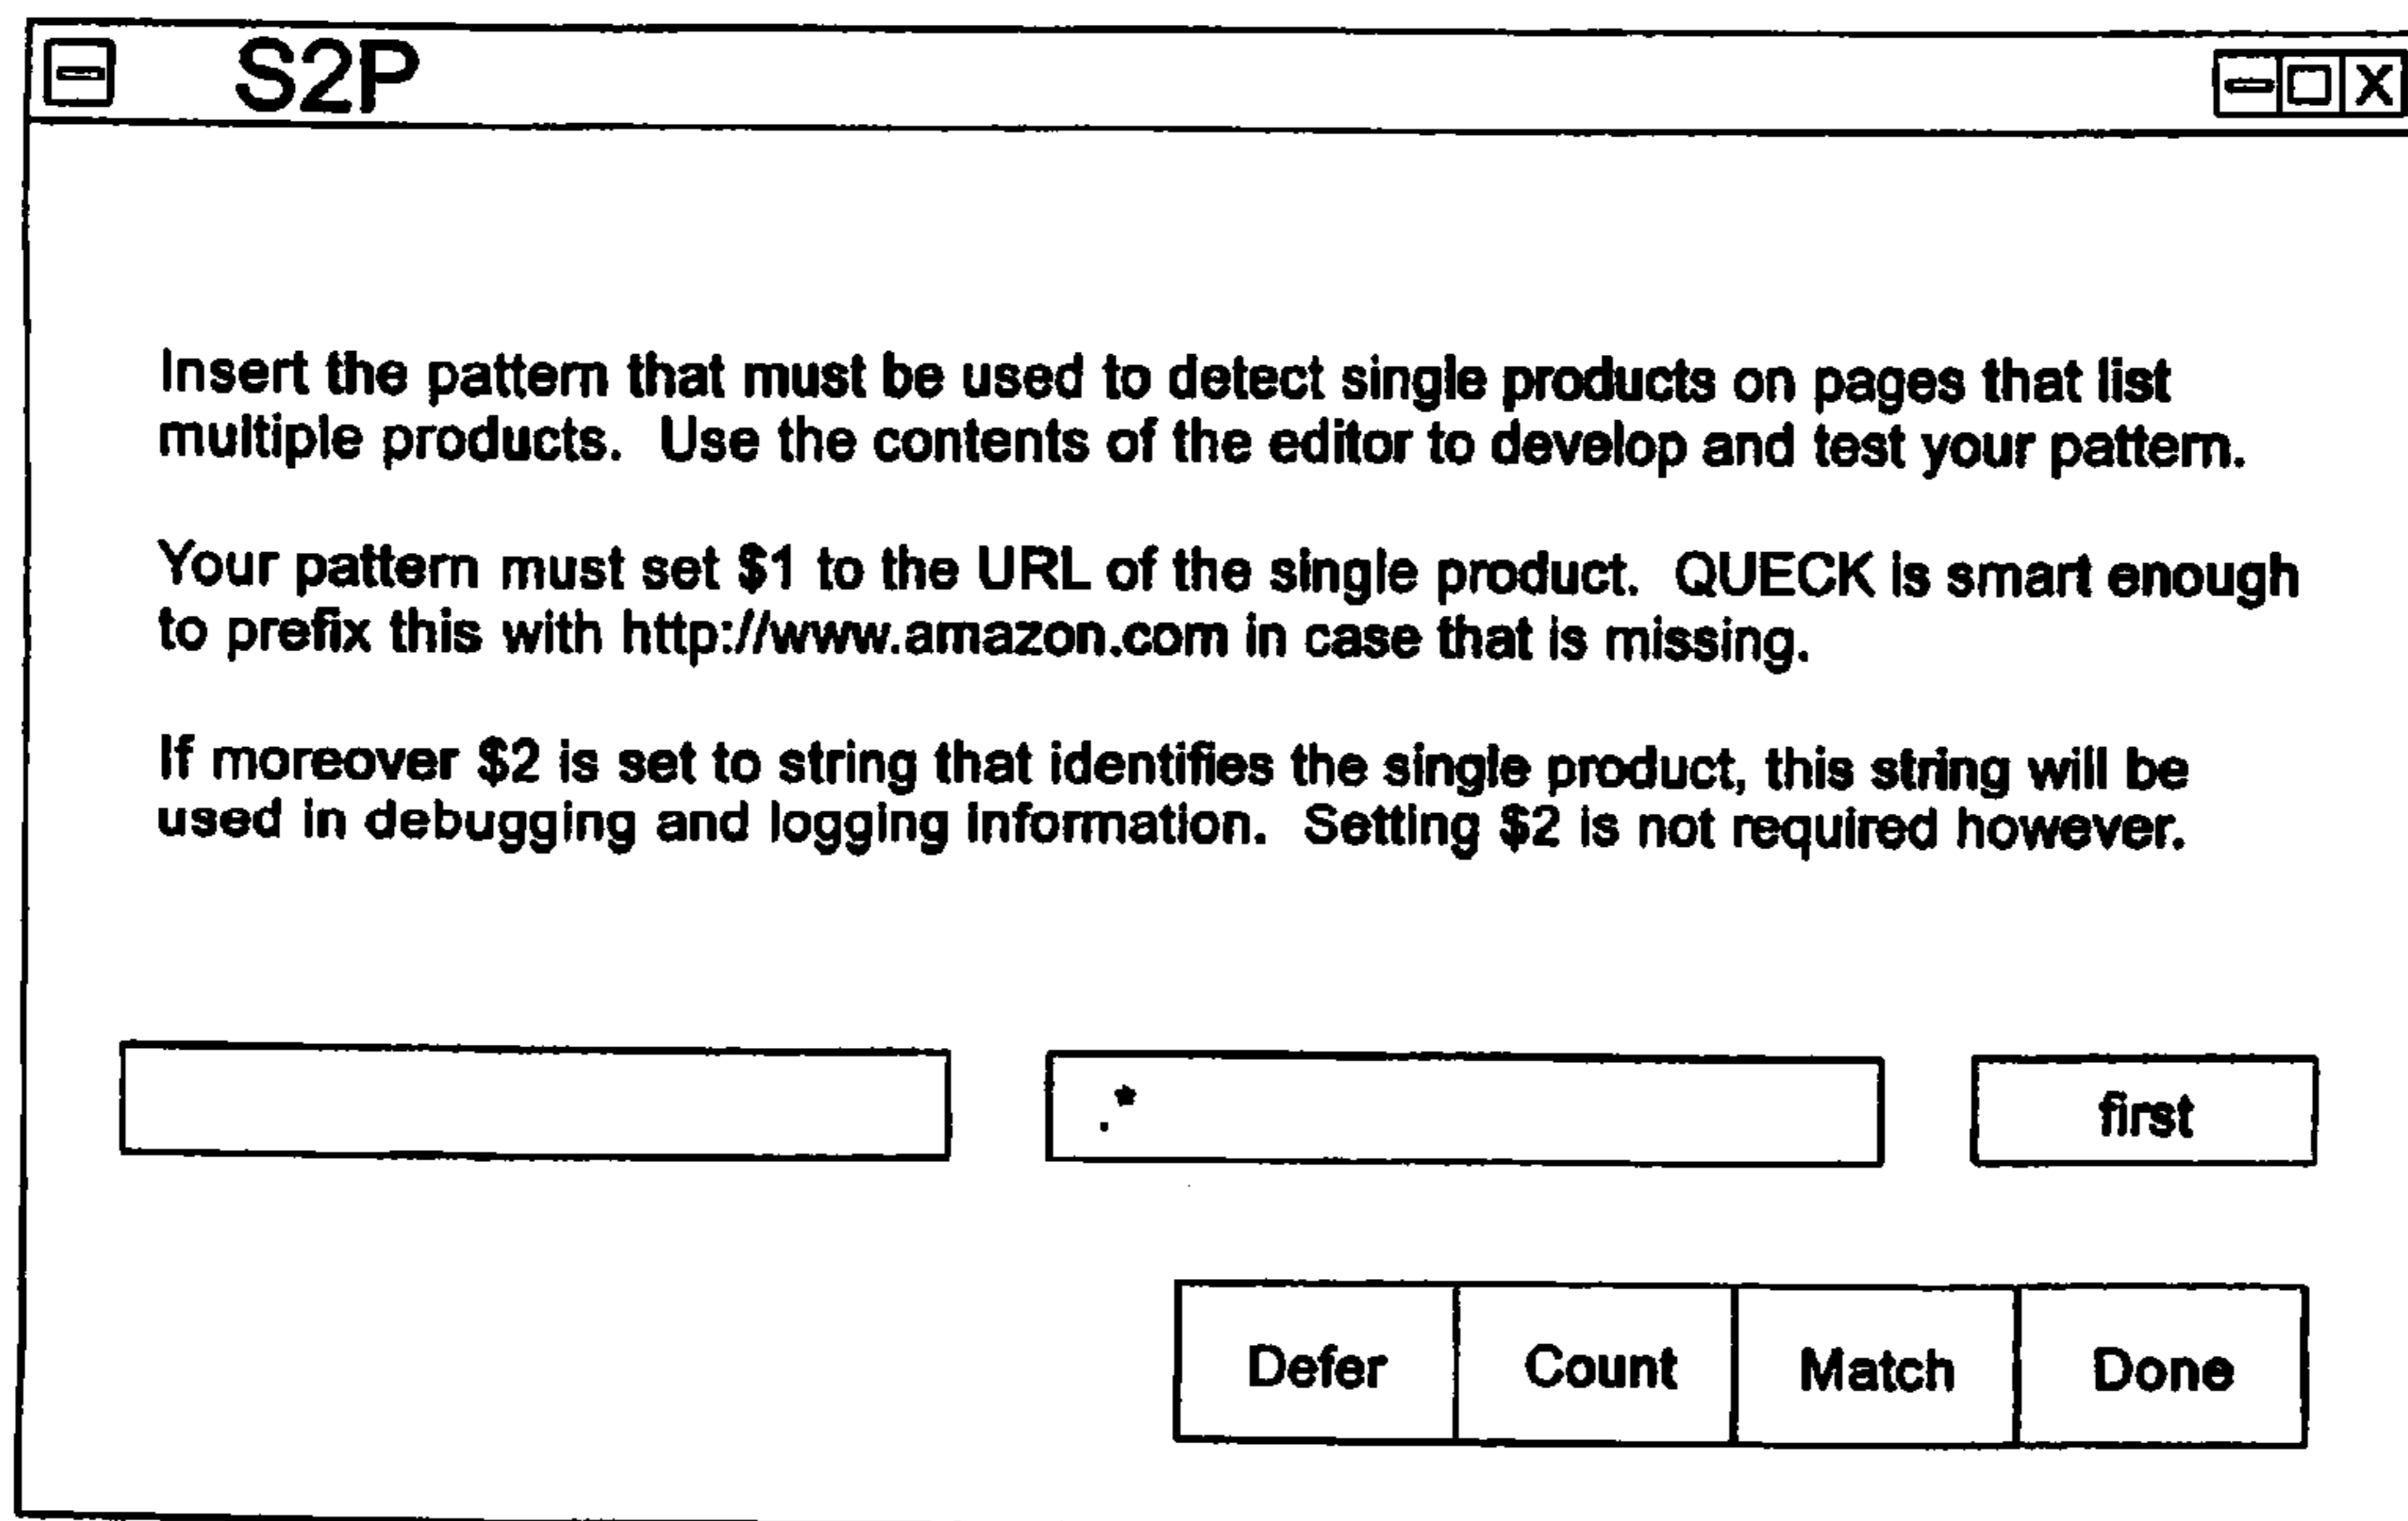 S2P
Insert the pattern that must be used to detect single products on pages that list
multiple products. Use the contents of the editor to develop and test your pattern.
Your pattern must set $1 to the URL of the single product. QUECK is smart enough
to prefix this with http://www.amazon.com in case that is missing.
If moreover $2 is set to string that identifies the single product, this string will be
used in debugging and logging information. Setting $2 is not required however.
.* first
Defer Count Match Done